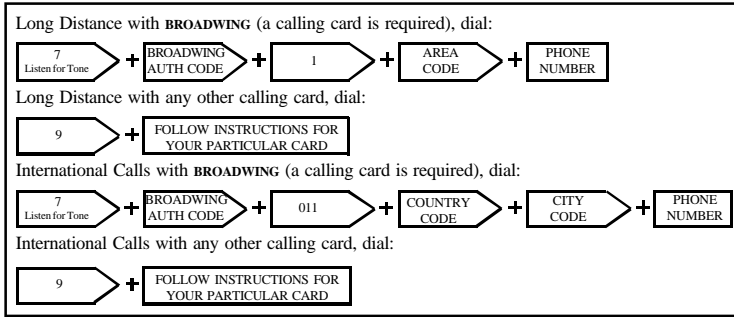 Long Distance with BROADWING (a calling card is required), dial:
7 + BROADWING + 1 + AREA + PHONE
Listen for Tone AUTH CODE CODE NUMBER
Long Distance with any other calling card, dial:
9 + FOLLOW INSTRUCTIONS FOR
YOUR PARTICULAR CARD
International Calls with BROADWING (a calling card is required), dial:
7 + BROADWING + 011 + COUNTRY + CITY + PHONE
Listen for Tone AUTH CODE CODE CODE NUMBER
International Calls with any other calling card, dial:
9 + FOLLOW INSTRUCTIONS FOR
YOUR PARTICULAR CARD